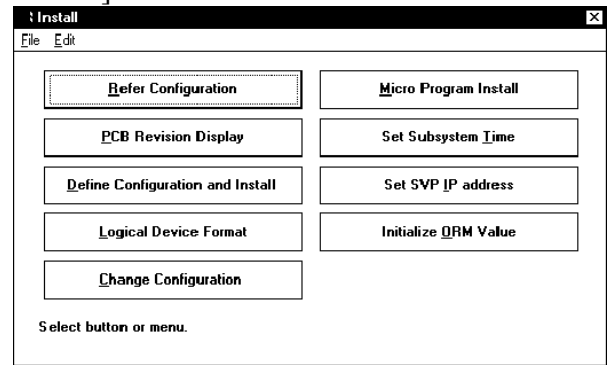 ]
Install
File Edit
Refer Configuration
Micro Program Install
PCB Revision Display
Set Subsystem Time
Define Configuration and Install
Set SVP IP address
Logical Device Format
Initialize ORM Value
Change Configuration
Select button or menu.